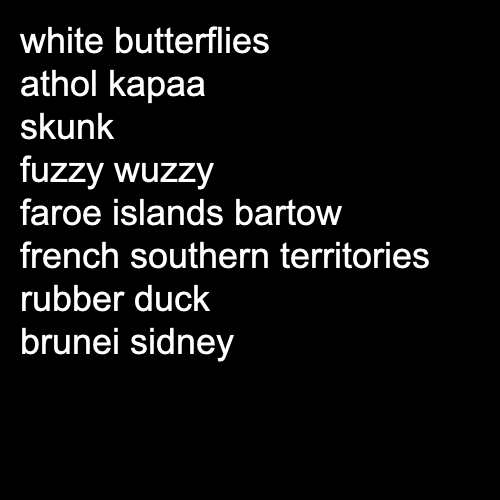 white butterflies
athol kapaa
skunk
fuzzy wuzzy
faroe islands bartow
french southern territories
rubber duck
brunei sidney